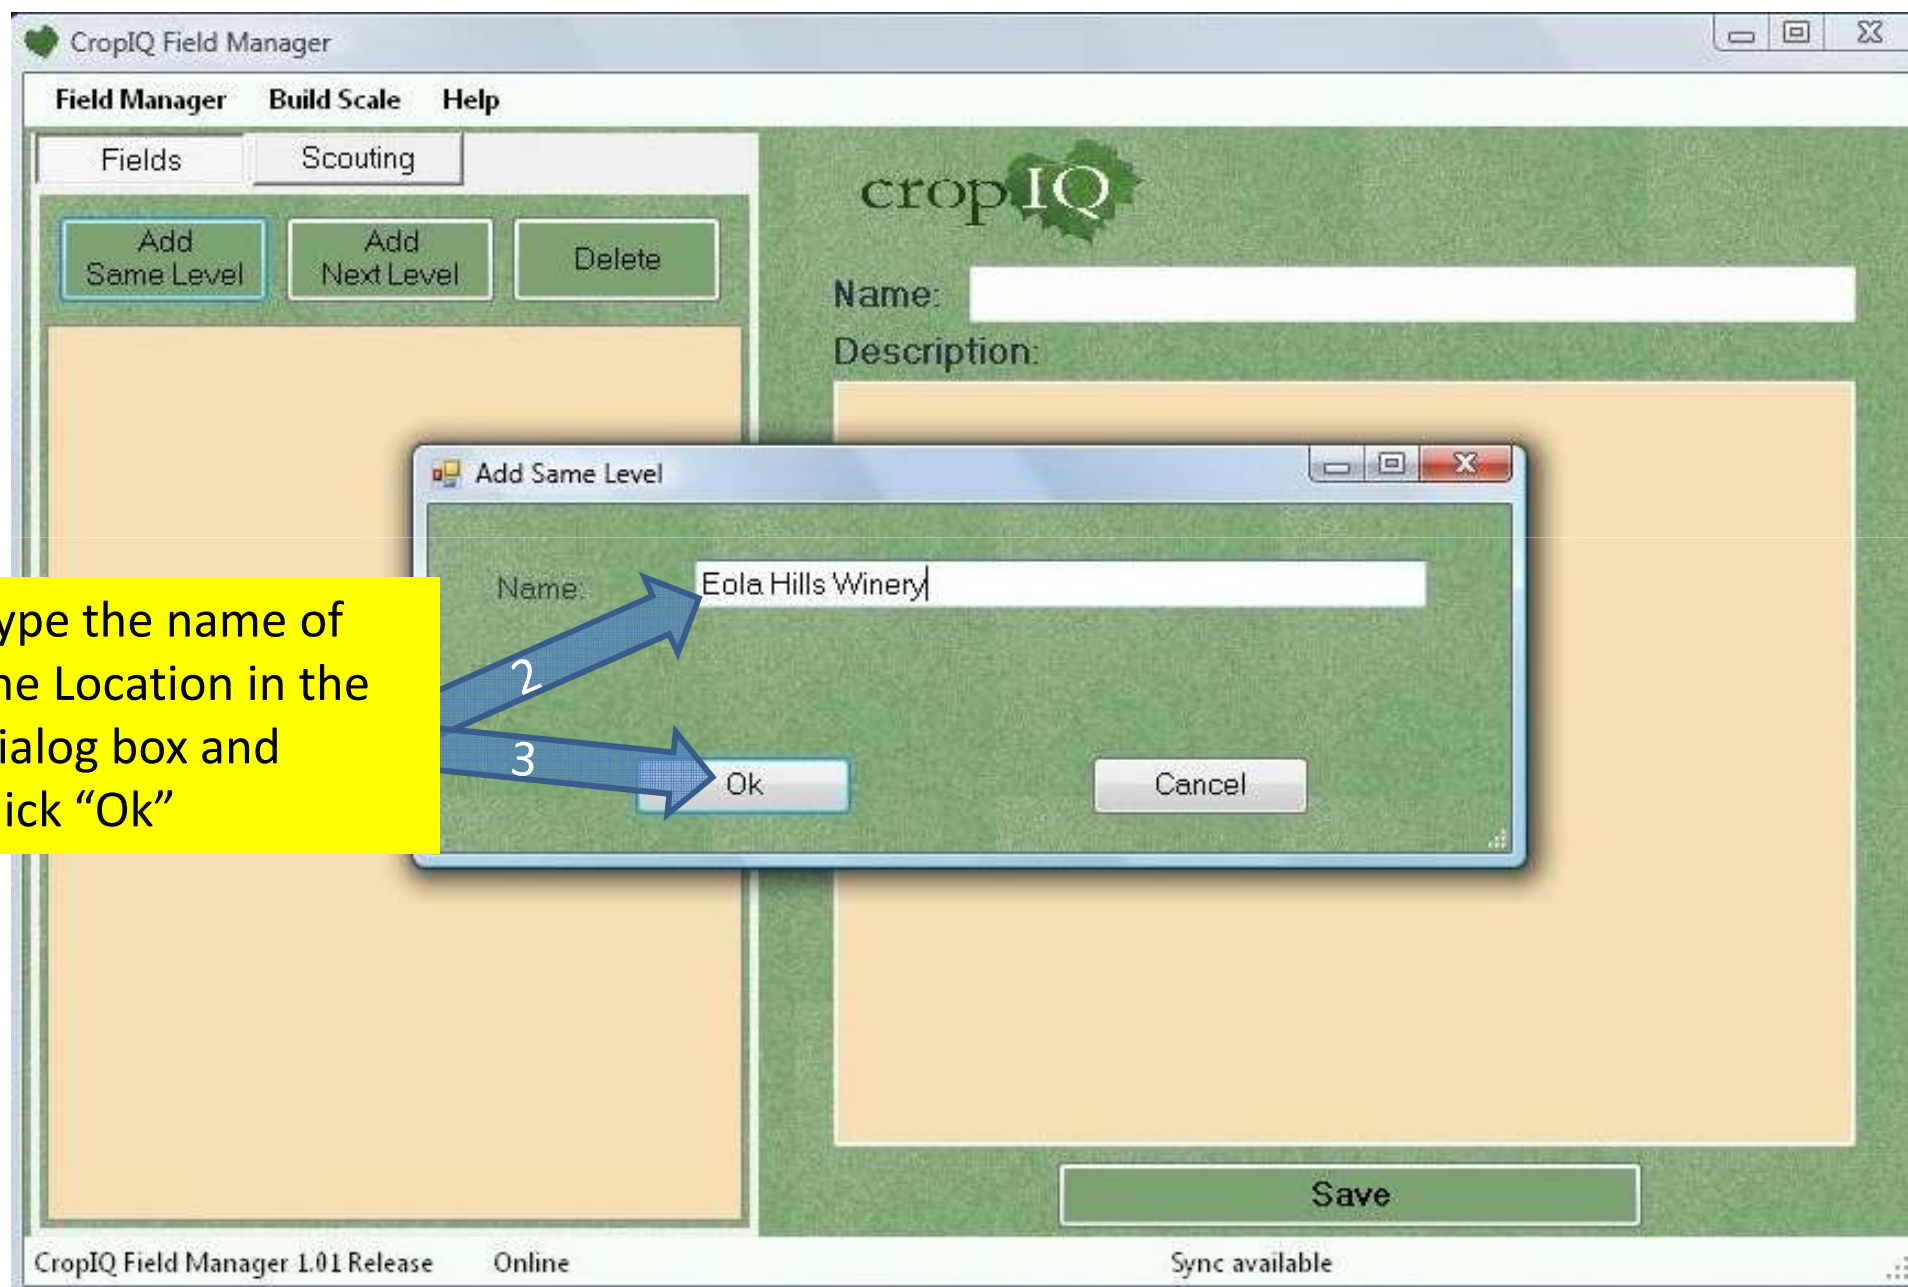 CropIQ Field Manager
Field Manager Build Scale Help
Fields Scouting
Add Same Level
Add Next Level
Delete
crop IQ
Name:
Description:
Add Same Level
Name: Eola Hills Winery
ype the name of
he Location in the
ialog box and
ick “Ok”
2
3
Ok Cancel
Save
CropIQ Field Manager 1.01 Release Online Sync available